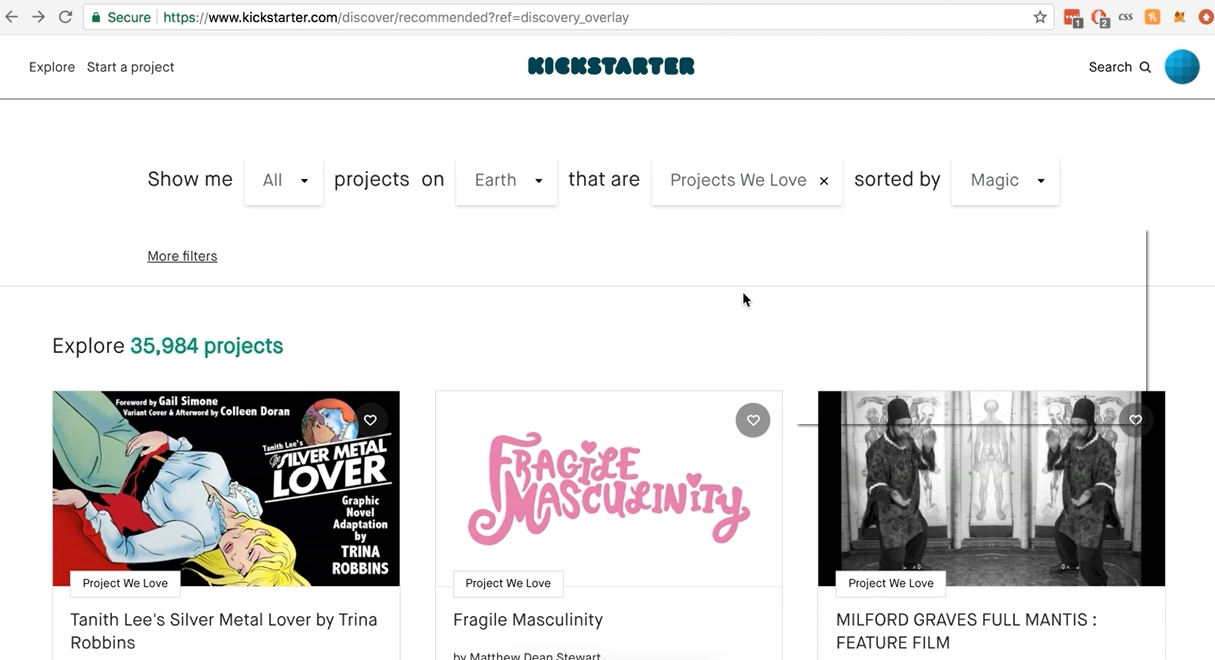 Secure https://www.kickstarter.com/discover/recommended?ref=discovery_overlay
1 2 CSS
Explore Start a project KICKSTARTER Search
Show me All projects on Earth that are Projects We Love × sorted by Magic
More filters
Explore 35,984 projects
Foreword by Gail Simone
Variant Cover & Afterword by Colleen Doran
Tanith Lee's
The SILVER METAL
LOVER
Graphic
Novel
Adaptation
by
TRINA
ROBBINS
FRAGILE
MASCULINITY
Project We Love
Project We Love
Project We Love
Tanith Lee's Silver Metal Lover by Trina
Robbins
Fragile Masculinity
by Matthew Dean Stewart
MILFORD GRAVES FULL MANTIS :
FEATURE FILM